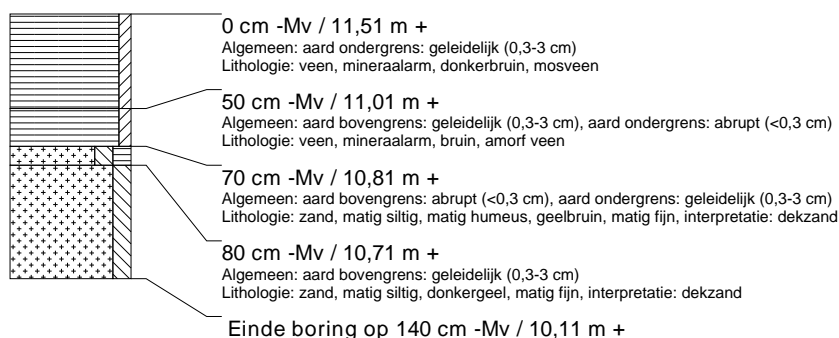 0 cm -Mv / 11,51 m +
Algemeen: aard ondergrens: geleidelijk (0,3-3 cm)
Lithologie: veen, mineraalarm, donkerbruin, mosveen
50 cm -Mv / 11,01 m +
Algemeen: aard bovengrens: geleidelijk (0,3-3 cm), aard ondergrens: abrupt (<0,3 cm)
Lithologie: veen, mineraalarm, bruin, amorf veen
70 cm -Mv / 10,81 m +
Algemeen: aard bovengrens: abrupt (<0,3 cm), aard ondergrens: geleidelijk (0,3-3 cm)
Lithologie: zand, matig siltig, matig humeus, geelbruin, matig fijn, interpretatie: dekzand
80 cm -Mv / 10,71 m +
Algemeen: aard bovengrens: geleidelijk (0,3-3 cm)
Lithologie: zand, matig siltig, donkergeel, matig fijn, interpretatie: dekzand
Einde boring op 140 cm -Mv / 10,11 m +